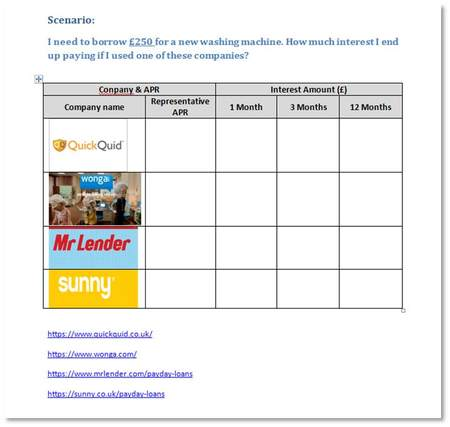 Scenario:
I need to borrow £250 for a new washing machine. How much interest I end
up paying if I used one of these companies?
Conpany & APR Interest Amount (£)
Company name Representative APR 1 Month 3 Months 12 Months
QuickQuid
wonga
Mr Lender
sunny
https://www.quickquid.co.uk/
https://www.wonga.com/
https://www.mrlender.com/payday-loans
https://sunny.co.uk/payday-loans